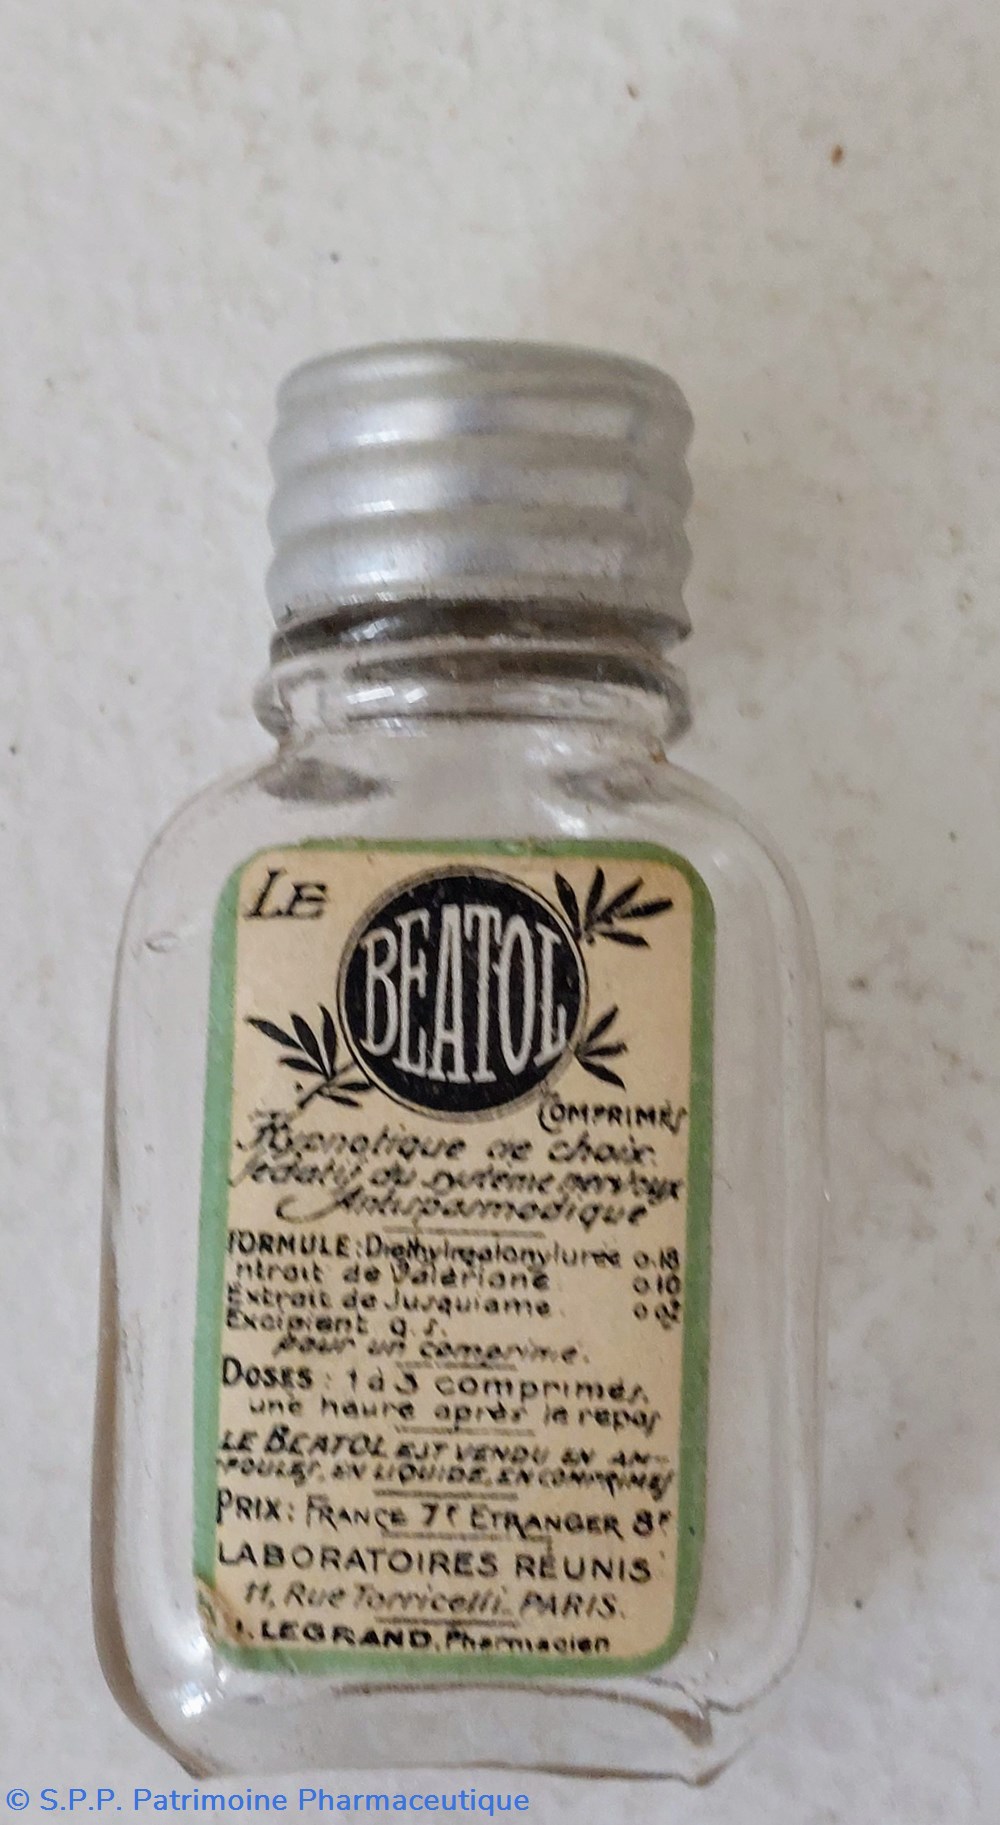 LE
BEATOL
COMPRIMÉS
Hypnotique de choix.
Sédatif du système nerveux
Antispasmodique
FORMULE: Diéthylmalonylurée 0.18
ntrait de Valériane 0.10
Extrait de Jusquiame. 0.02
Excipient q.s.
pour un comprimé.
DOSES: 1 à 3 comprimés.
une heure après le repas
LE BEATOL EST VENDU EN AM-
POULES, EN LIQUIDE, EN COMPRIMÉS
PRIX: FRANCE 7F ETRANGER 8F
LABORATOIRES RÉUNIS
11, Rue Torricelli. PARIS.
LEGRAND, Pharmacien
© S.P.P. Patrimoine Pharmaceutique